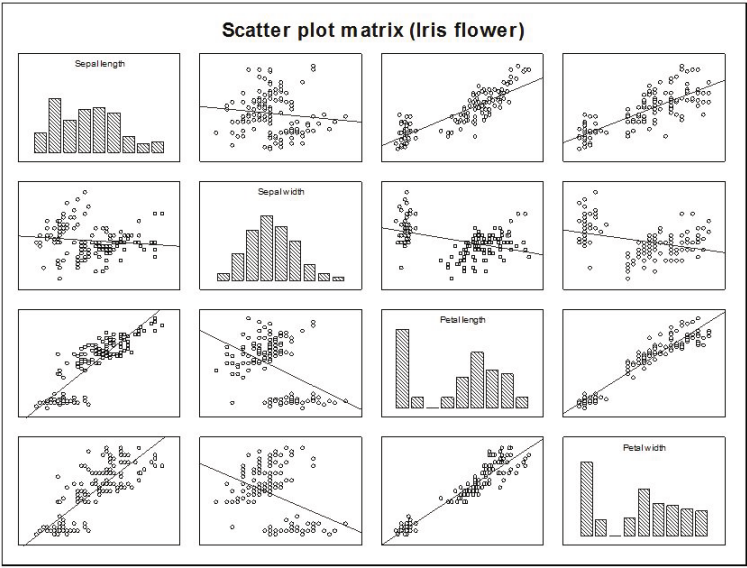 Scatter plot matrix (Iris flower)
Sepal length
Sepal width
Petal length
Petal width